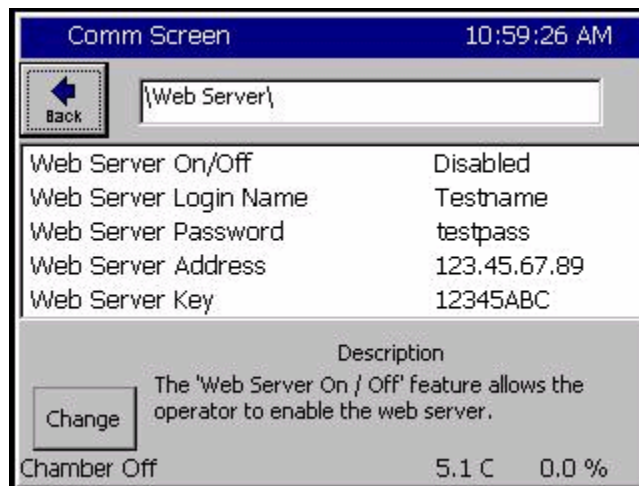 Comm Screen 10:59:26 AM
Back
\Web Server\
Web Server On/Off Disabled
Web Server Login Name Testname
Web Server Password testpass
Web Server Address 123.45.67.89
Web Server Key 12345ABC
Description
The 'Web Server On / Off' feature allows the
operator to enable the web server.
Change
Chamber Off 5.1 C 0.0 %